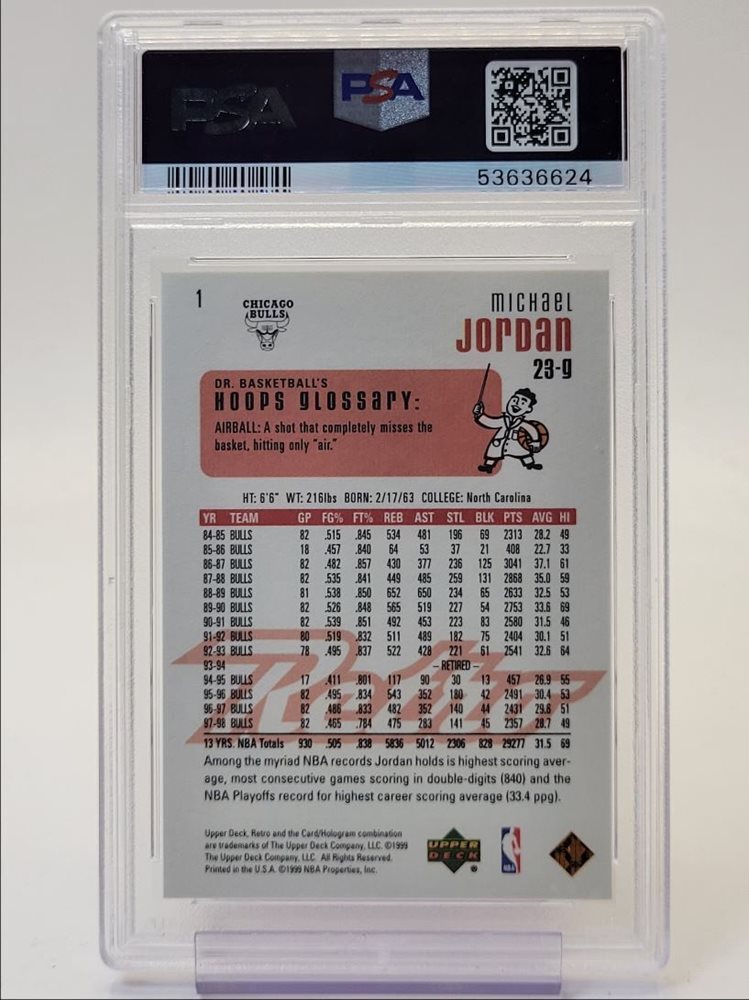 PSA PSA
53636624
1 CHICAGO BULLS
MICHAEL
JORDAN
23-g
DR. BASKETBALL'S
HOOPS GLOSSARY:
AIRBALL: A shot that completely misses the
basket, hitting only "air."
HT: 6'6" WT: 216lbs BORN: 2/17/63 COLLEGE: North Carolina
YR TEAM GP FG% FT% REB AST STL BLK PTS AVG HI
84-85 BULLS 82 .515 .845 534 481 196 69 2313 28.2 49
85-86 BULLS 18 .457 .840 64 53 37 21 408 22.7 33
86-87 BULLS 82 .482 .857 430 377 236 125 3041 37.1 61
87-88 BULLS 82 .535 .841 449 485 259 131 2868 35.0 59
88-89 BULLS 81 .538 .850 652 650 234 65 2633 32.5 53
89-90 BULLS 82 .526 .848 565 519 227 54 2753 33.6 69
90-91 BULLS 82 .539 .851 492 453 223 83 2580 31.5 46
91-92 BULLS 80 .519 .832 511 489 182 75 2404 30.1 51
92-93 BULLS 78 .495 .837 522 428 221 61 2541 32.6 64
93-94 – RETIRED –
94-95 BULLS 17 .411 .801 117 90 30 13 457 26.9 55
95-96 BULLS 82 .495 .834 543 352 180 42 2491 30.4 53
96-97 BULLS 82 .486 .833 482 352 140 44 2431 29.6 51
97-98 BULLS 82 .465 .784 475 283 141 45 2357 28.7 49
13 YRS. NBA Totals 930 .505 .838 5836 5012 2306 828 29277 31.5 69
Retro
Among the myriad NBA records Jordan holds is highest scoring aver-
age, most consecutive games scoring in double-digits (840) and the
NBA Playoffs record for highest career scoring average (33.4 ppg).
Upper Deck, Retro and the Card/Hologram combination
are trademarks of The Upper Deck Company, LLC. ©1999
The Upper Deck Company, LLC. All Rights Reserved.
Printed in the U.S.A. ©1999 NBA Properties, Inc.
UPPER DECK ®
NBA